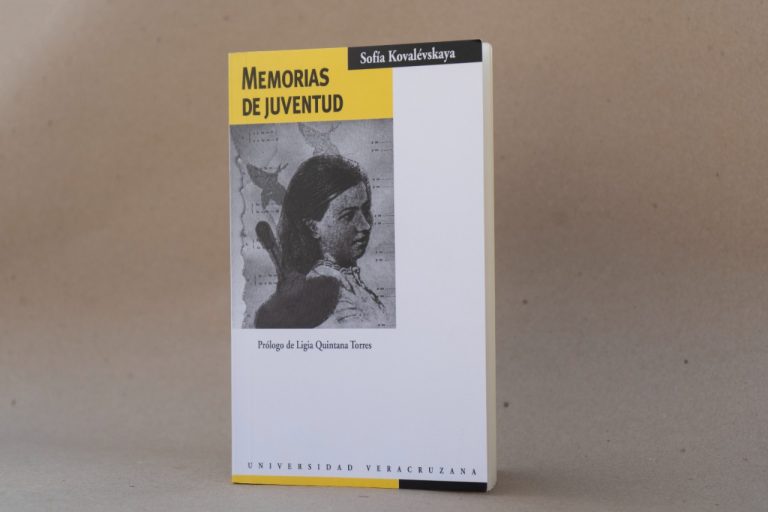 Sofía Kovalévskaya
MEMORIAS
DE JUVENTUD
Prólogo de Ligia Quintana Torres
UNIVERSIDAD VERACRUZANA